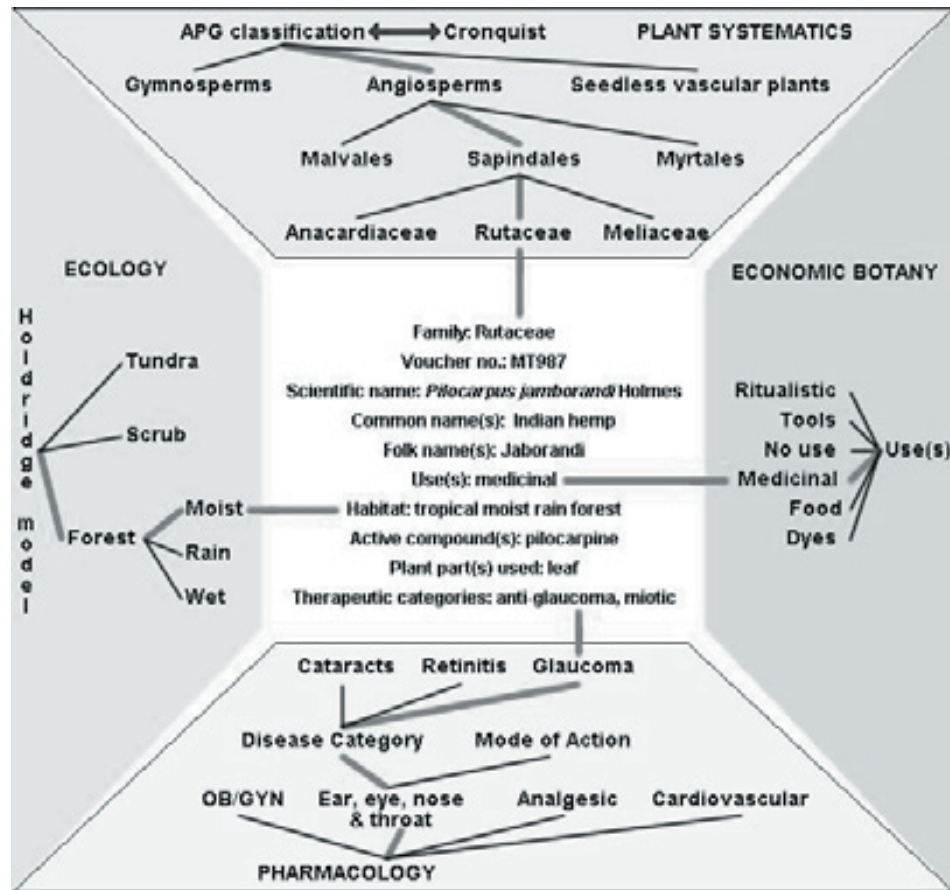 APG classification Cronquist PLANT SYSTEMATICS
Gymnosperms Angiosperms Seedless vascular plants
Malvales Sapindales Myrtales
Anacardiaceae Rutaceae Meliaceae
ECOLOGY
Holdridge model
Tundra
Scrub
Forest
Moist
Rain
Wet
Family: Rutaceae
Voucher no.: MT987
Scientific name: Pilocarpus jamborandi Holmes
Common name(s): Indian hemp
Folk name(s): Jaborandi
Use(s): medicinal
Habitat: tropical moist rain forest
Active compound(s): pilocarpine
Plant part(s) used: leaf
Therapeutic categories: anti-glaucoma, miotic
ECONOMIC BOTANY
Ritualistic
Tools
No use
Medicinal
Food
Dyes
Use(s)
Cataracts Retinitis Glaucoma
Disease Category Mode of Action
OB/GYN Ear, eye, nose Analgesic Cardiovascular
& throat
PHARMACOLOGY